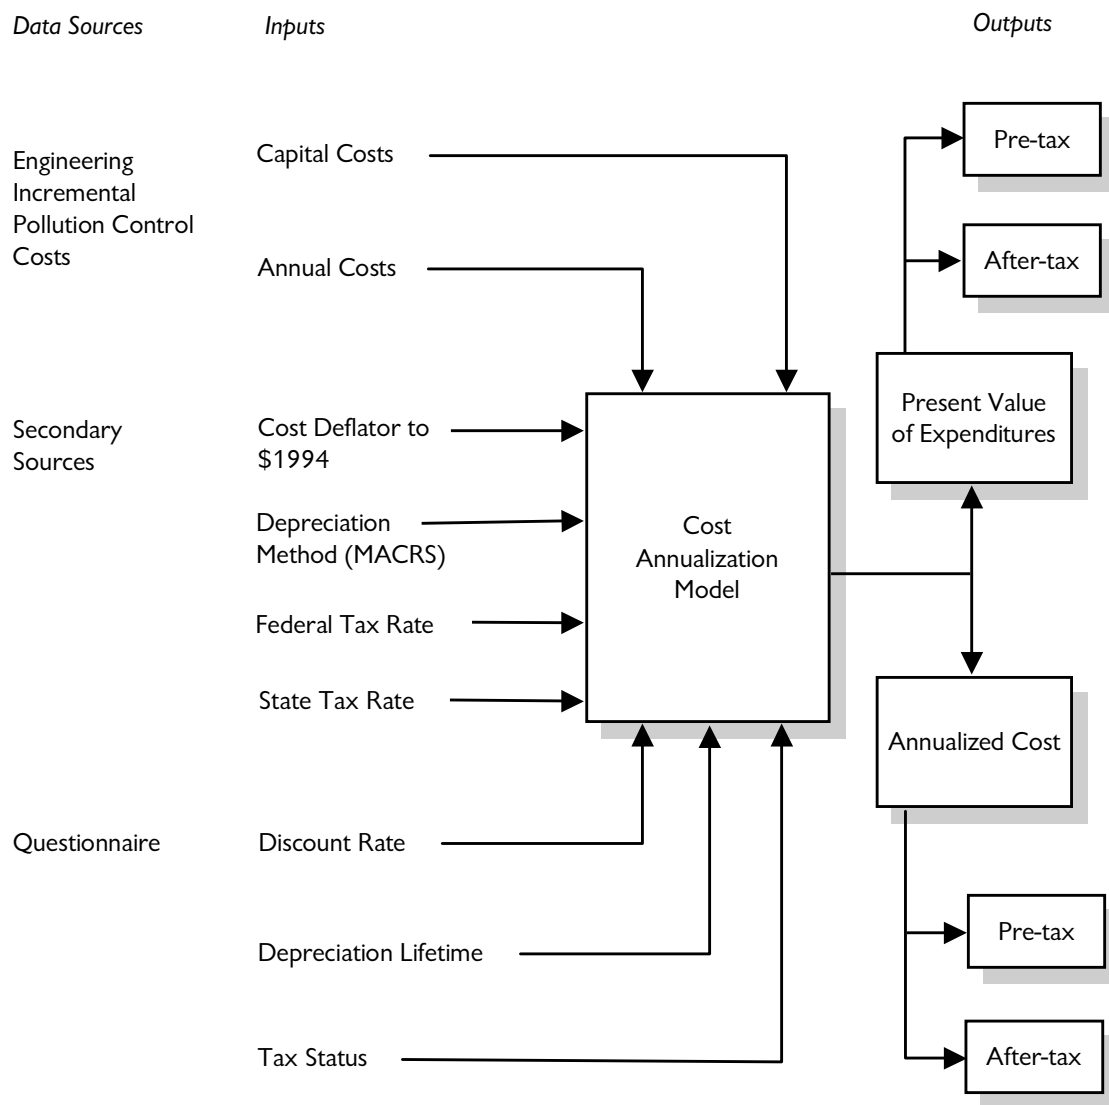 Data Sources
Inputs
Outputs
Engineering
Incremental
Pollution Control
Costs
Capital Costs
Annual Costs
Pre-tax
After-tax
Secondary
Sources
Cost Deflator to
$1994
Depreciation
Method (MACRS)
Federal Tax Rate
State Tax Rate
Cost
Annualization
Model
Present Value
of Expenditures
Annualized Cost
Questionnaire
Discount Rate
Depreciation Lifetime
Tax Status
Pre-tax
After-tax